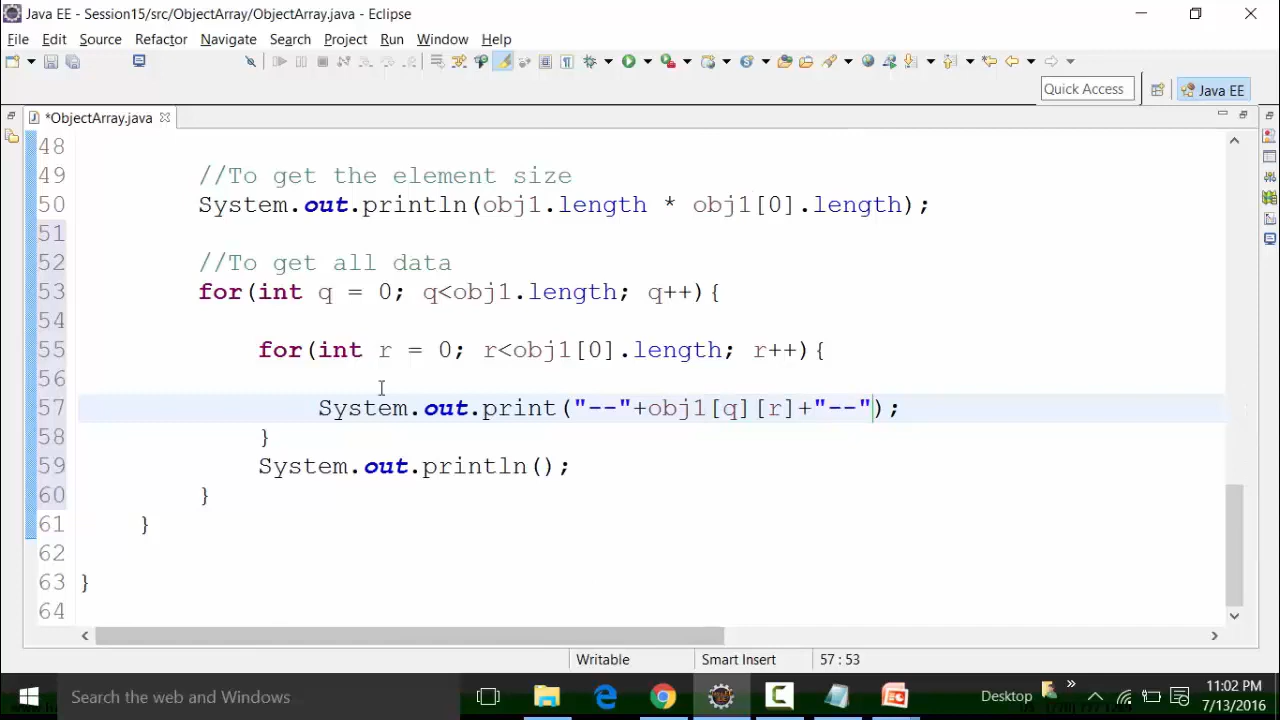 Java EE - Session15/src/ObjectArray/ObjectArray.java - Eclipse
File Edit Source Refactor Navigate Search Project Run Window Help
Quick Access
Java EE
*ObjectArray.java
48
49 //To get the element size
50 System.out.println(obj1.length * obj1[0].length);
51
52 //To get all data
53 for(int q = 0; q<obj1.length; q++){
54
55 for(int r = 0; r<obj1[0].length; r++){
56
57 System.out.print("--"+obj1[q][r]+"--");
58 }
59 System.out.println();
60 }
61 }
62
63 }
64
Writable Smart Insert 57 : 53
Search the web and Windows
Desktop
11:02 PM
7/13/2016